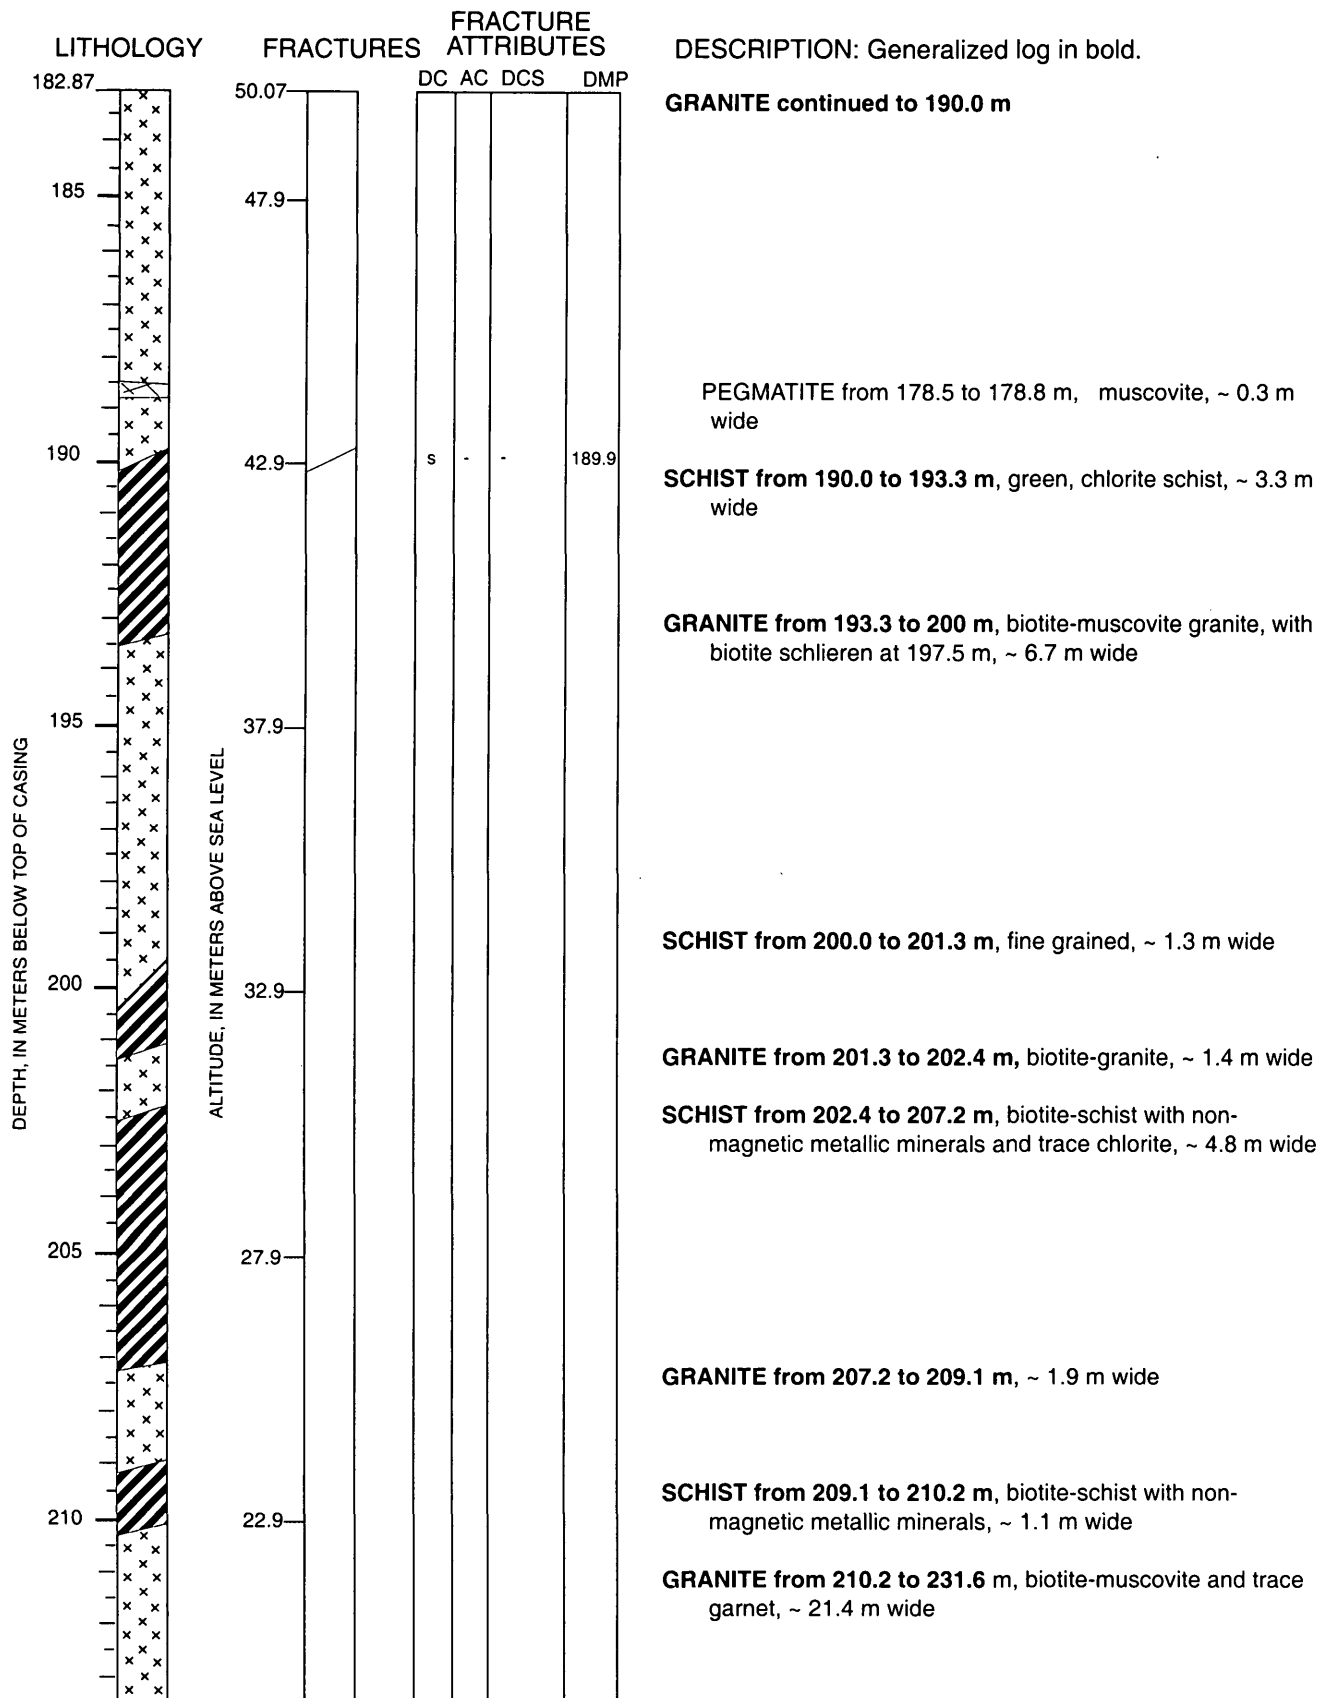 LITHOLOGY
FRACTURES
FRACTURE
ATTRIBUTES
DESCRIPTION: Generalized log in bold.
DC AC DCS DMP
182.87
50.07
GRANITE continued to 190.0 m
185
47.9
PEGMATITE from 178.5 to 178.8 m, muscovite, ~ 0.3 m
wide
190
42.9
s - - 189.9
SCHIST from 190.0 to 193.3 m, green, chlorite schist, ~ 3.3 m
wide
GRANITE from 193.3 to 200 m, biotite-muscovite granite, with
biotite schlieren at 197.5 m, ~ 6.7 m wide
195
37.9
DEPTH, IN METERS BELOW TOP OF CASING
ALTITUDE, IN METERS ABOVE SEA LEVEL
SCHIST from 200.0 to 201.3 m, fine grained, ~ 1.3 m wide
200
32.9
GRANITE from 201.3 to 202.4 m, biotite-granite, ~ 1.4 m wide
SCHIST from 202.4 to 207.2 m, biotite-schist with non-
magnetic metallic minerals and trace chlorite, ~ 4.8 m wide
205
27.9
GRANITE from 207.2 to 209.1 m, ~ 1.9 m wide
SCHIST from 209.1 to 210.2 m, biotite-schist with non-
magnetic metallic minerals, ~ 1.1 m wide
210
22.9
GRANITE from 210.2 to 231.6 m, biotite-muscovite and trace
garnet, ~ 21.4 m wide